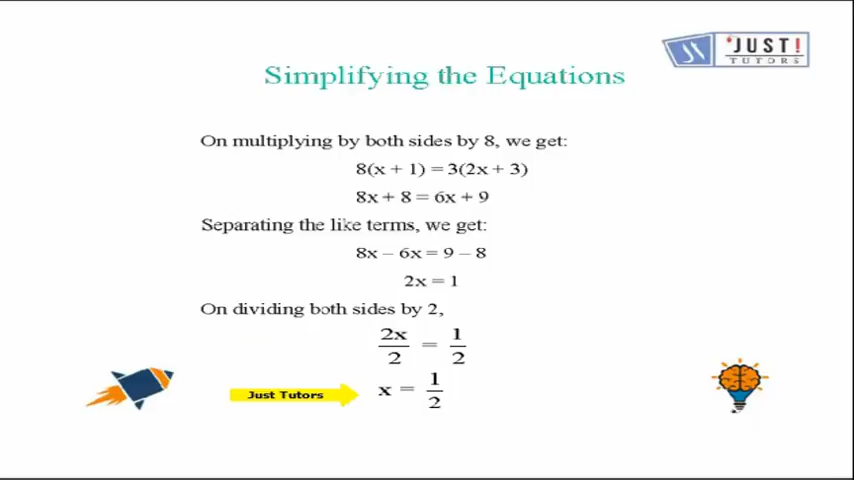 JUST!
TUTORS
Simplifying the Equations
On multiplying by both sides by 8, we get:
8(x + 1) = 3(2x + 3)
8x + 8 = 6x + 9
Separating the like terms, we get:
8x – 6x = 9 – 8
2x = 1
On dividing both sides by 2,
2x/2 = 1/2
Just Tutors
x = 1/2